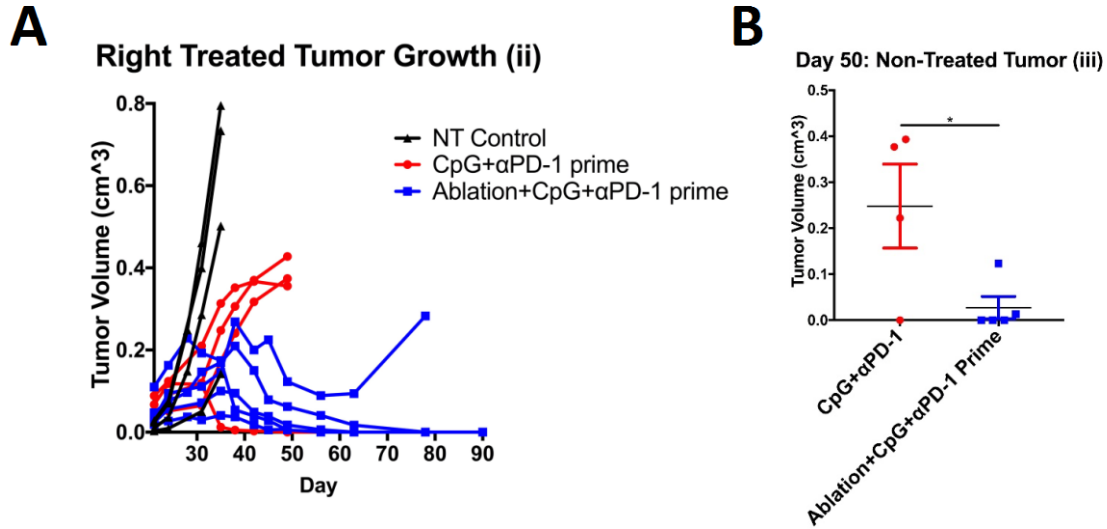 A
Right Treated Tumor Growth (ii)
Tumor Volume (cm^3)
0.8
0.6
0.4
0.2
0.0
30 40 50 60 70 80 90
Day
NT Control
CpG+αPD-1 prime
Ablation+CpG+αPD-1 prime
B
Day 50: Non-Treated Tumor (iii)
Tumor Volume (cm^3)
0.5
0.4
0.3
0.2
0.1
0.0
*
CpG+αPD-1
Ablation+CpG+αPD-1 Prime